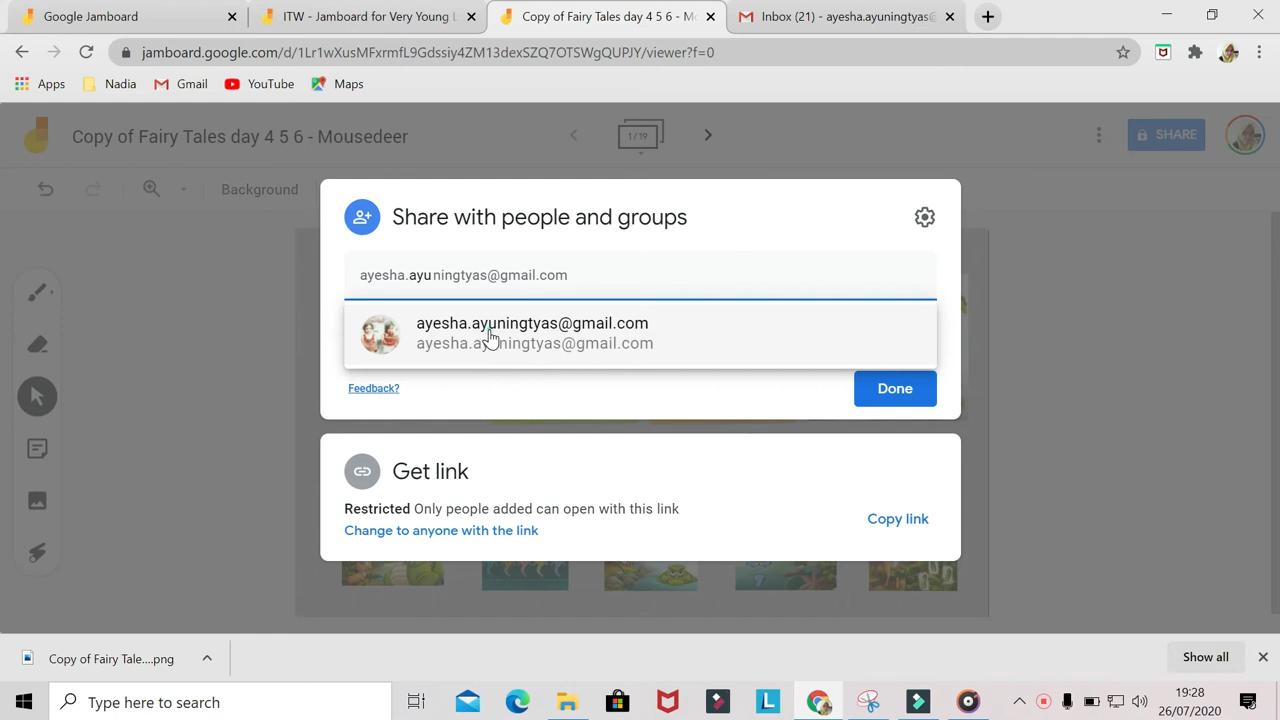 Google Jamboard
ITW - Jamboard for Very Young L
Copy of Fairy Tales day 4 5 6 - Mo
Inbox (21) - ayesha.ayuningtyas@
jamboard.google.com/d/1Lr1wXusMFxrmfL9Gdssiv4ZM13dexSZQ7OTSWgQUPJY/viewer?f=0
Apps
Nadia
Gmail
YouTube
Maps
Copy of Fairy Tales day 4 5 6 - Mousedeer
1/19
SHARE
Background
Share with people and groups
ayesha.ayuningtyas@gmail.com
ayesha.ayuningtyas@gmail.com
ayesha.ayuningtyas@gmail.com
Feedback?
Done
Get link
Restricted Only people added can open with this link
Change to anyone with the link
Copy link
Copy of Fairy Tale....png
Show all
Type here to search
19:28
26/07/2020